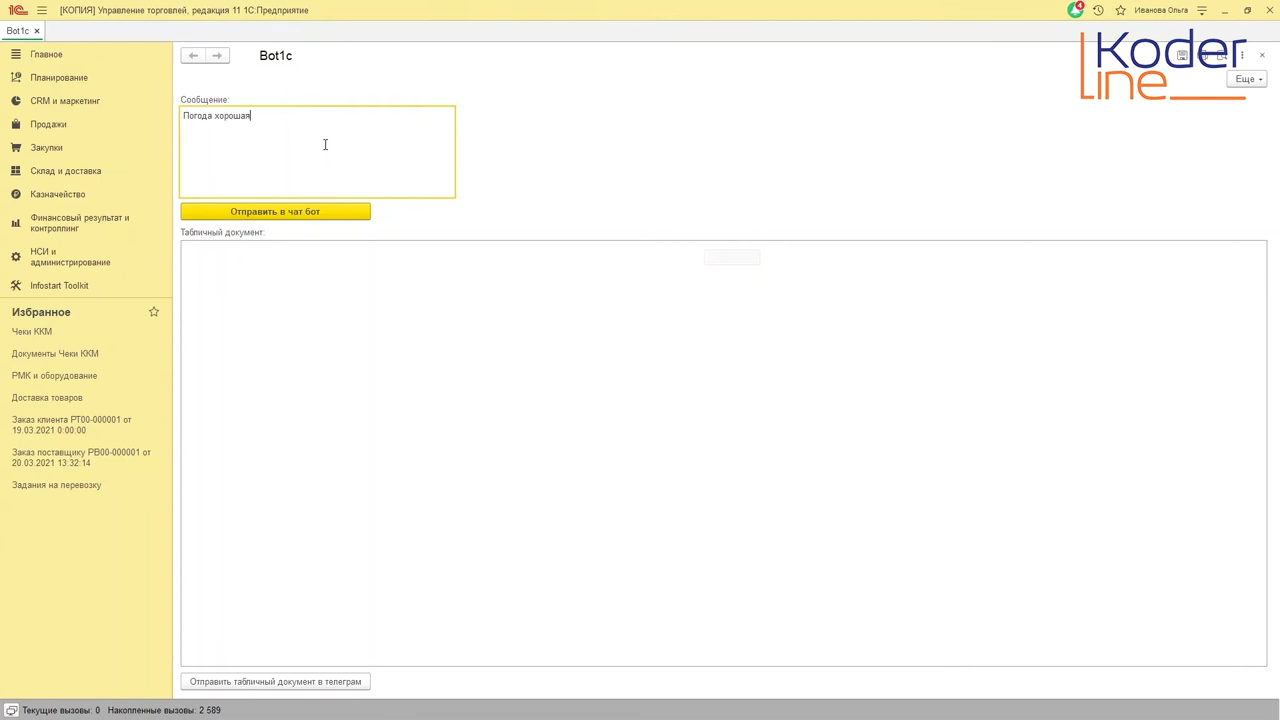 [КОПИЯ] Управление торговлей, редакция 11 1С:Предприятие
4
Иванова Ольга
Bot1c
Главное
Bot1c
Koder
line
Планирование
Еще
CRM и маркетинг
Сообщение:
Погода хорошая
Продажи
Закупки
Склад и доставка
Казначейство
Отправить в чат бот
Финансовый результат и
контроллинг
Табличный документ:
НСИ и
администрирование
Infostart Toolkit
Избранное
Чеки ККМ
Документы Чеки ККМ
РМК и оборудование
Доставка товаров
Заказ клиента РТ00-000001 от
19.03.2021 0:00:00
Заказ поставщику РВ00-000001 от
20.03.2021 13:32:14
Задания на перевозку
Отправить табличный документ в телеграм
Текущие вызовы: 0 Накопленные вызовы: 2 589